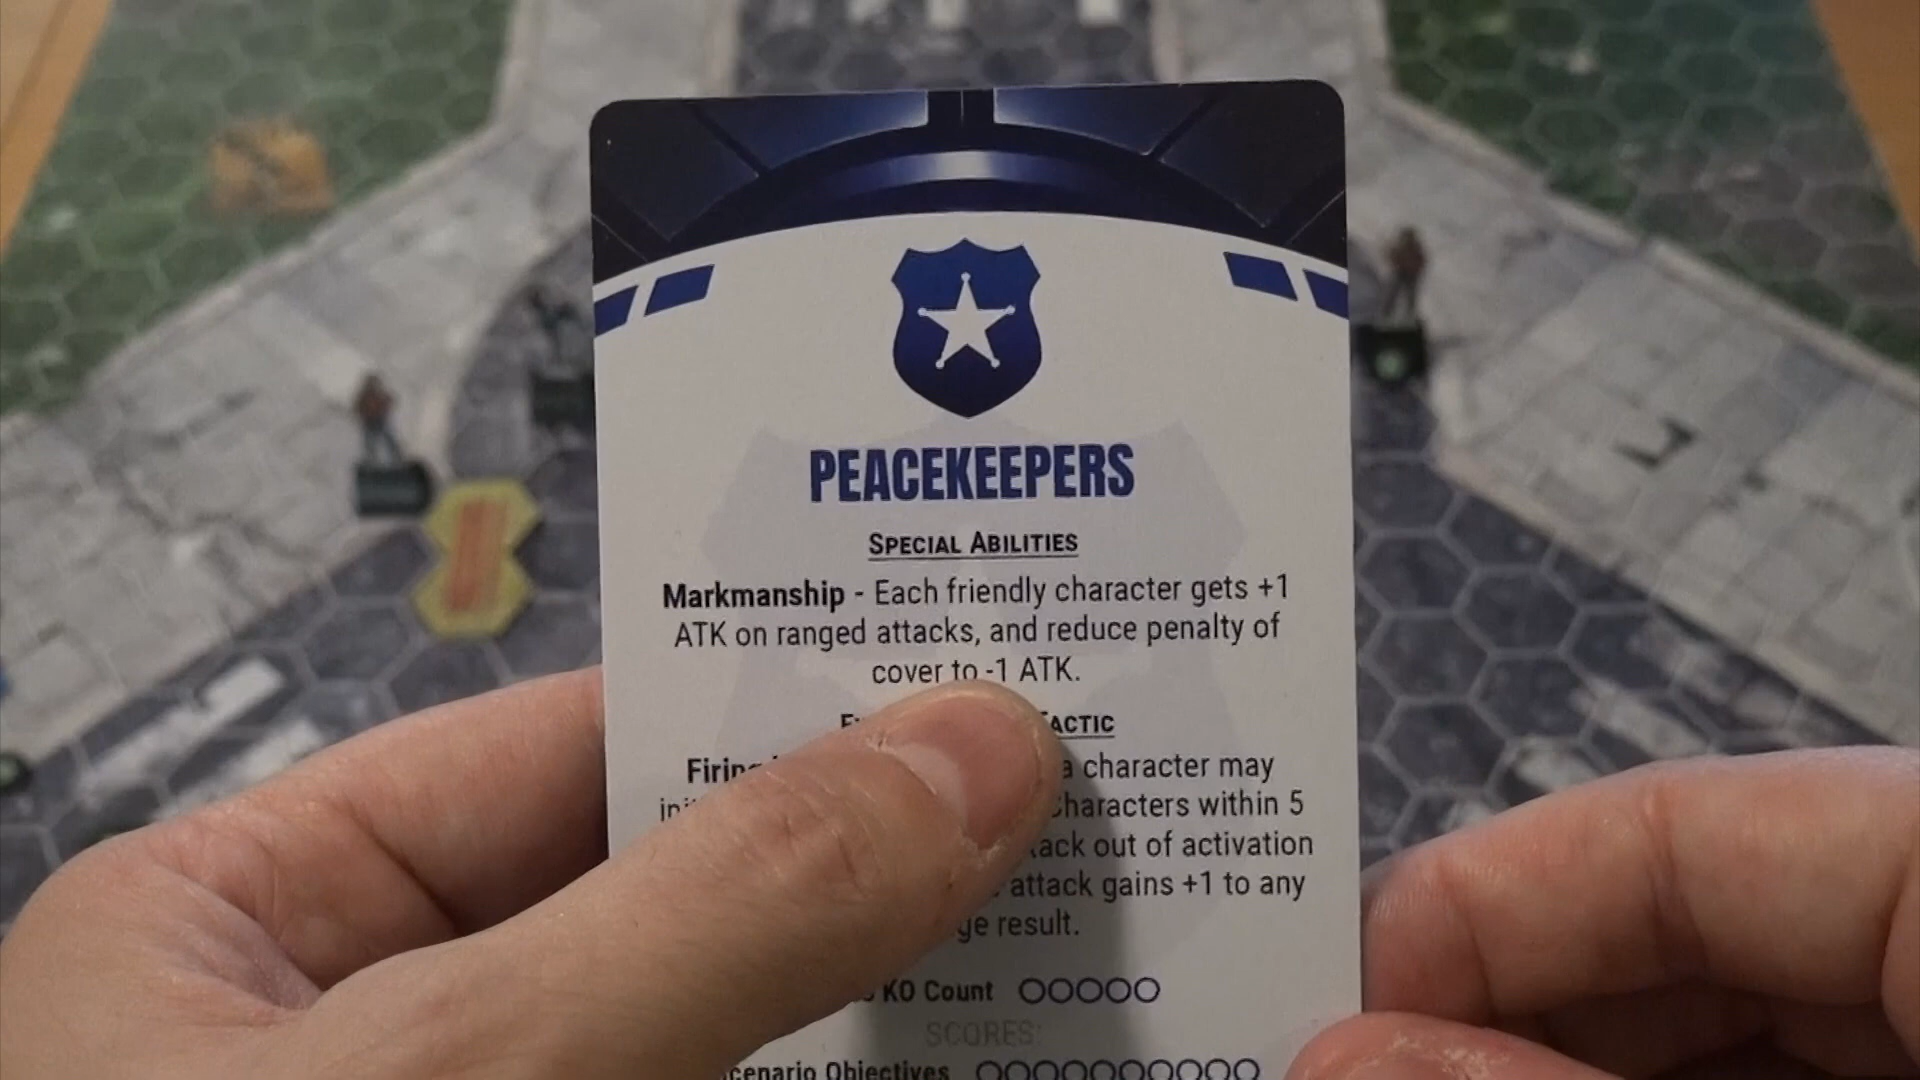 PEACEKEEPERS
SPECIAL ABILITIES
Markmanship - Each friendly character gets +1
ATK on ranged attacks, and reduce penalty of
cover to -1 ATK.
Firing a character may
characters within 5
out of activation
attack gains +1 to any
result.
KO Count
SCORES:
Objectives